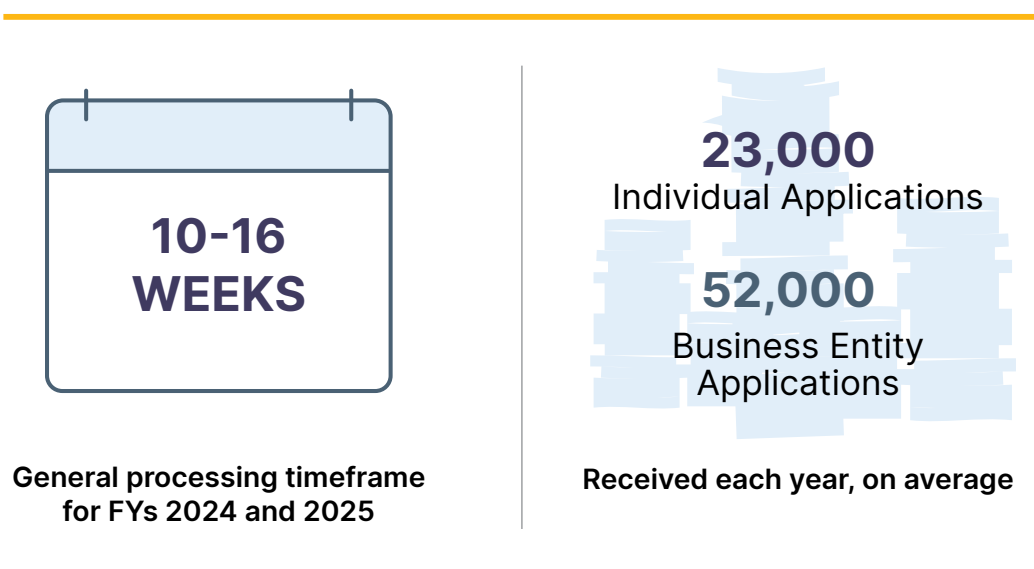 10-16
WEEKS
General processing timeframe
for FYs 2024 and 2025
23,000
Individual Applications
52,000
Business Entity
Applications
Received each year, on average